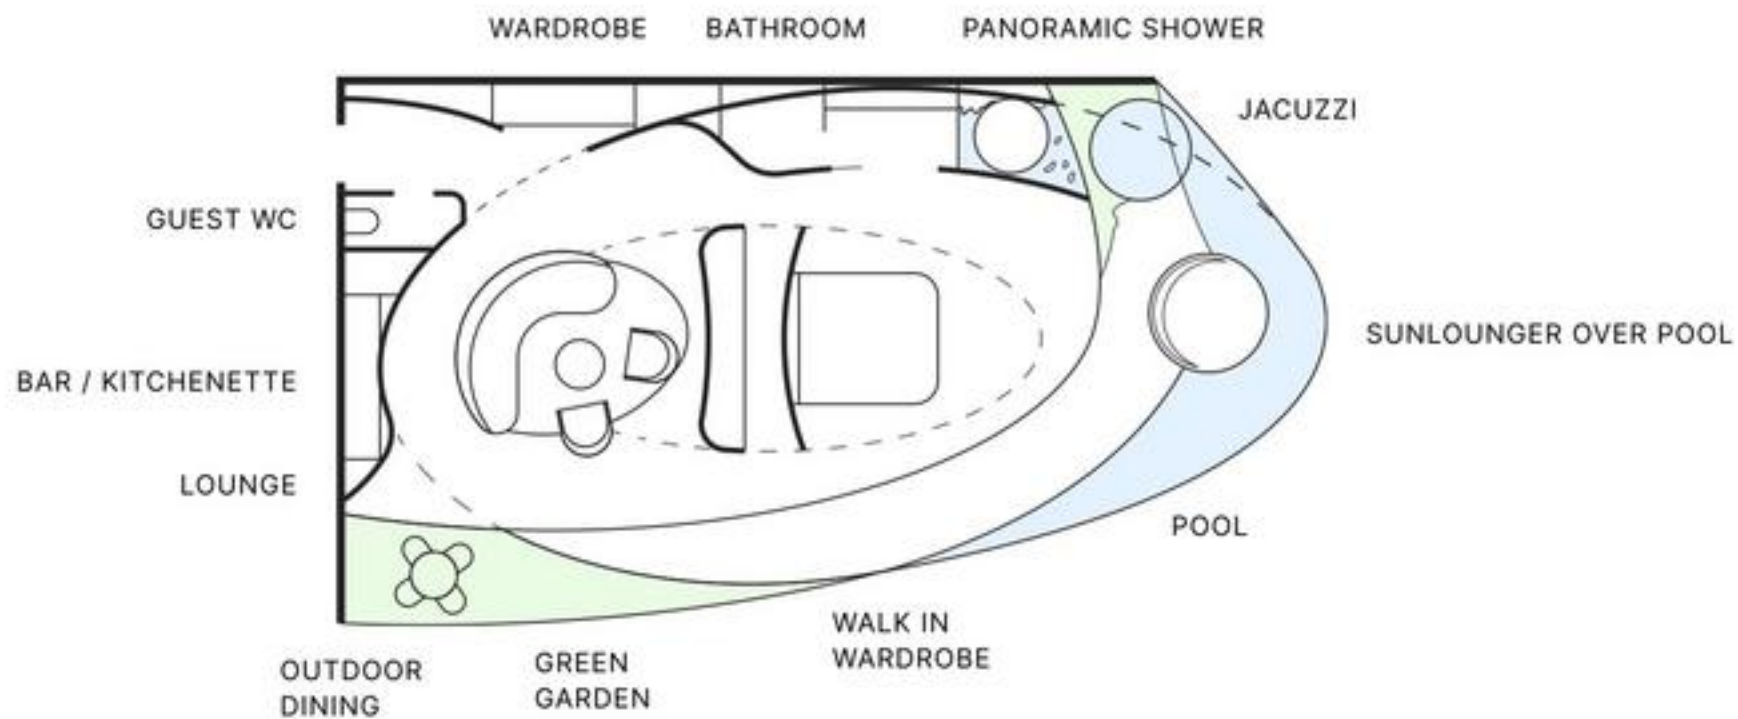 WARDROBE
BATHROOM
PANORAMIC SHOWER
JACUZZI
GUEST WC
SUNLOUNGER OVER POOL
BAR / KITCHENETTE
LOUNGE
POOL
WALK IN
WARDROBE
GREEN
GARDEN
OUTDOOR
DINING